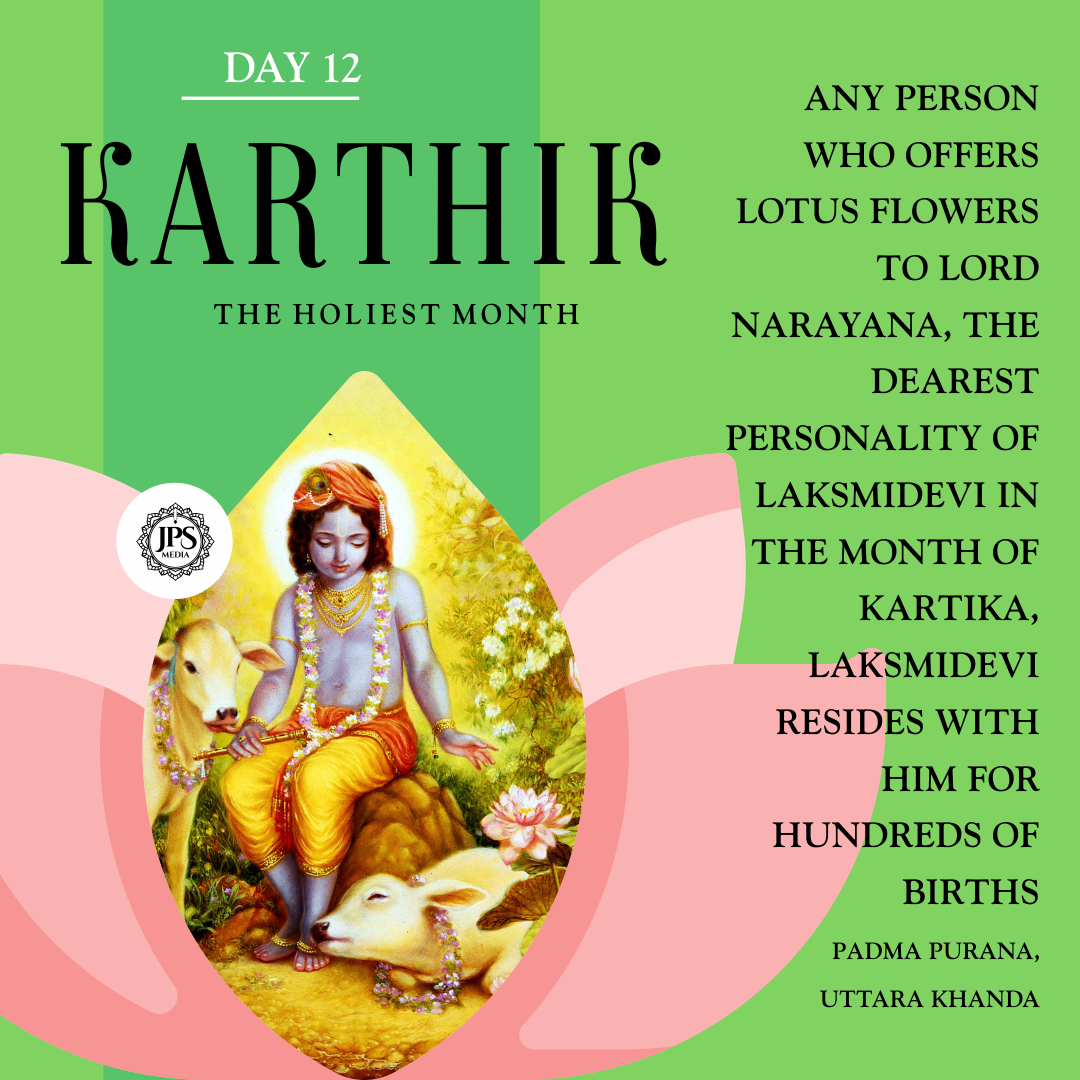 DAY 12
KARTHIK
THE HOLIEST MONTH
JPS
MEDIA
ANY PERSON
WHO OFFERS
LOTUS FLOWERS
TO LORD
NARAYANA, THE
DEAREST
PERSONALITY OF
LAKSMIDEVI IN
THE MONTH OF
KARTIKA,
LAKSMIDEVI
RESIDES WITH
HIM FOR
HUNDREDS OF
BIRTHS
PADMA PURANA,
UTTARA KHANDA